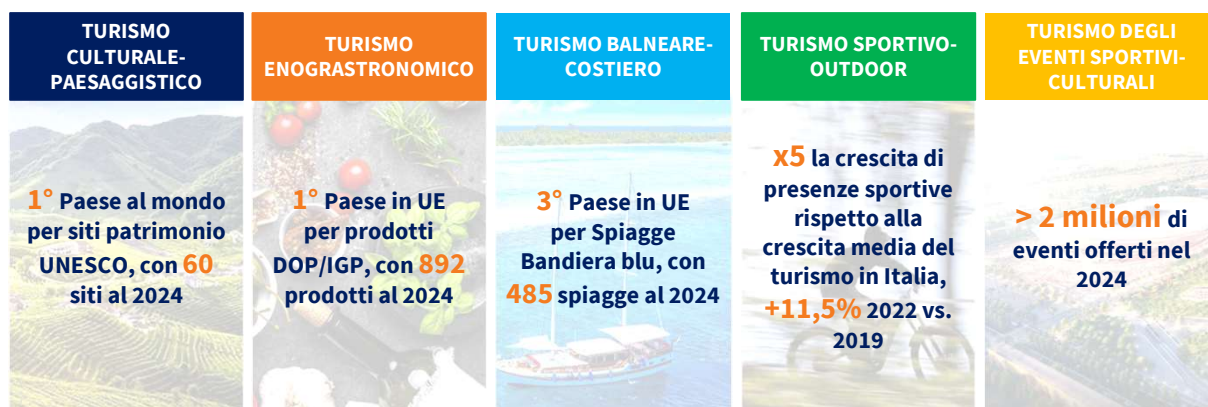 TURISMO
CULTURALE-
PAESAGGISTICO
1° Paese al mondo
per siti patrimonio
UNESCO, con 60
siti al 2024
TURISMO
ENOGRASTRONOMICO
1° Paese in UE
per prodotti
DOP/IGP, con 892
prodotti al 2024
TURISMO BALNEARE-
COSTIERO
3° Paese in UE
per Spiagge
Bandiera blu, con
485 spiagge al 2024
TURISMO SPORTIVO-
OUTDOOR
x5 la crescita di
presenze sportive
rispetto alla
crescita media del
turismo in Italia,
+11,5% 2022 vs.
2019
TURISMO DEGLI
EVENTI SPORTIVI-
CULTURALI
> 2 milioni di
eventi offerti nel
2024